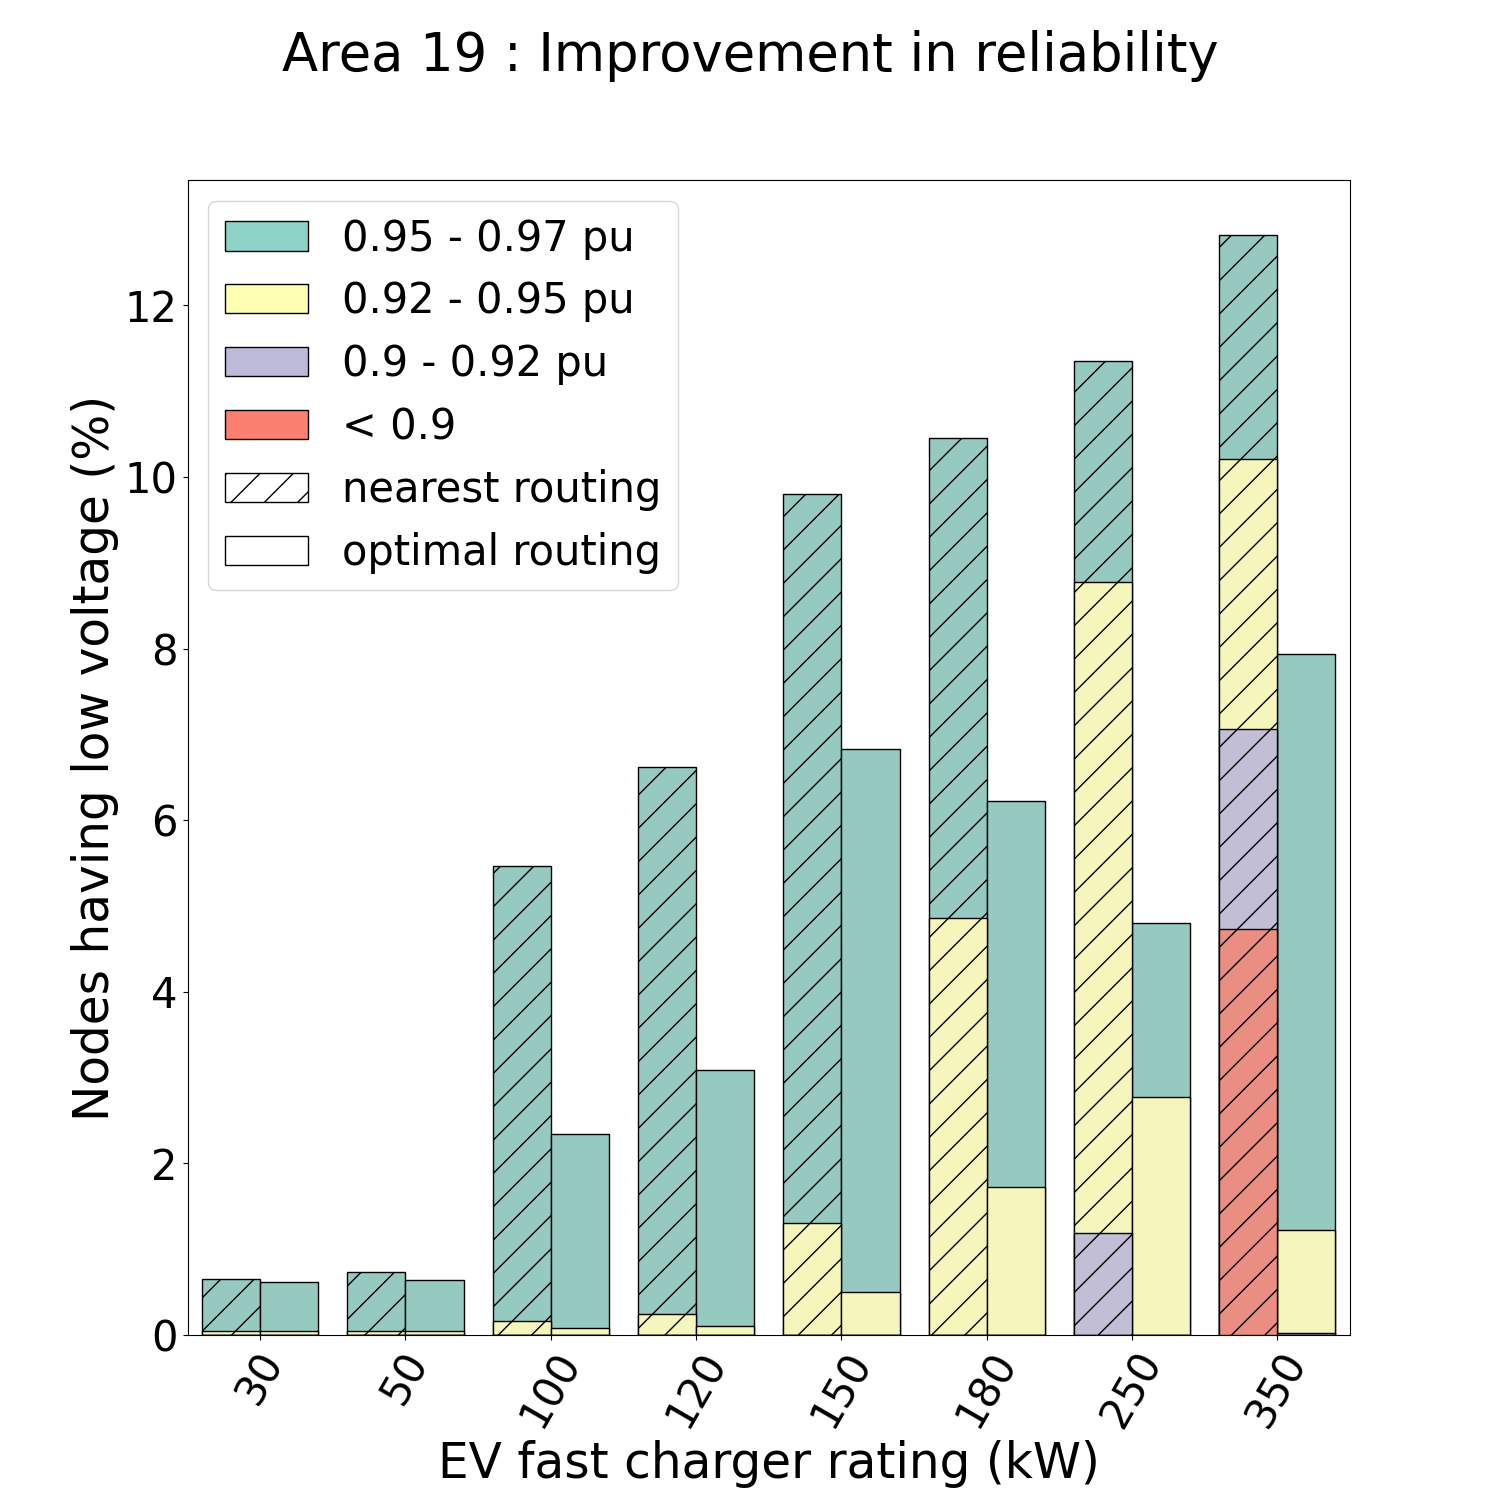 Area 19 : Improvement in reliability
0.95 - 0.97 pu
0.92 - 0.95 pu
0.9 - 0.92 pu
< 0.9
nearest routing
optimal routing
Nodes having low voltage (%)
12
10
8
6
4
2
0
30 50 100 120 150 180 250 350
EV fast charger rating (kW)